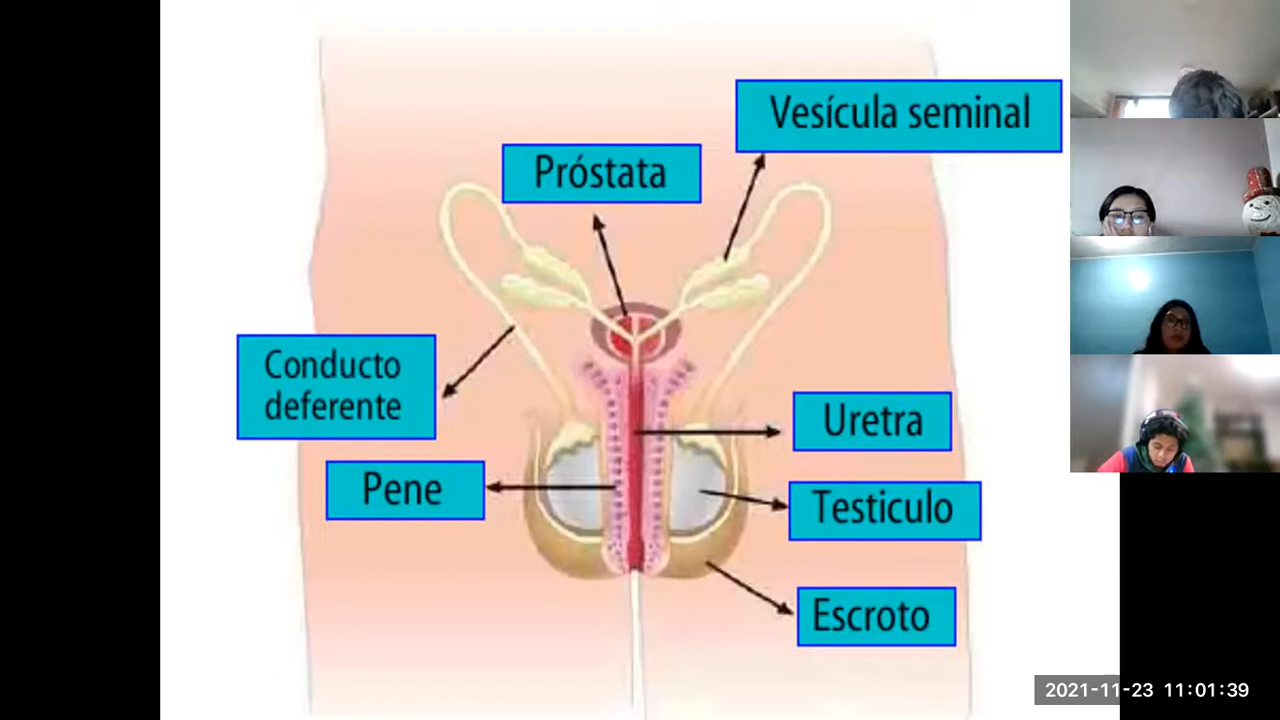 Vesícula seminal
Próstata
Conducto
deferente
Uretra
Pene
Testiculo
Escroto
2021-11-23 11:01:39